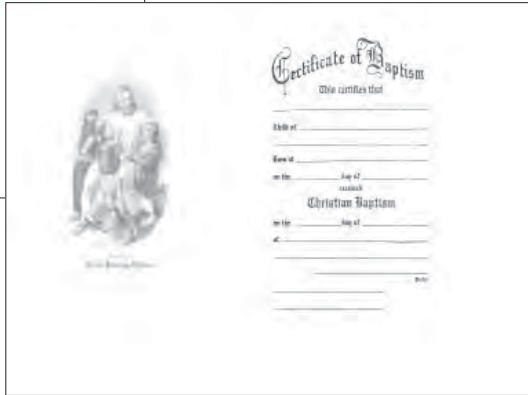 Certificate of Baptism
This certifies that
Child of
Born at
on the day of
received
Christian Baptism
on the day of
at